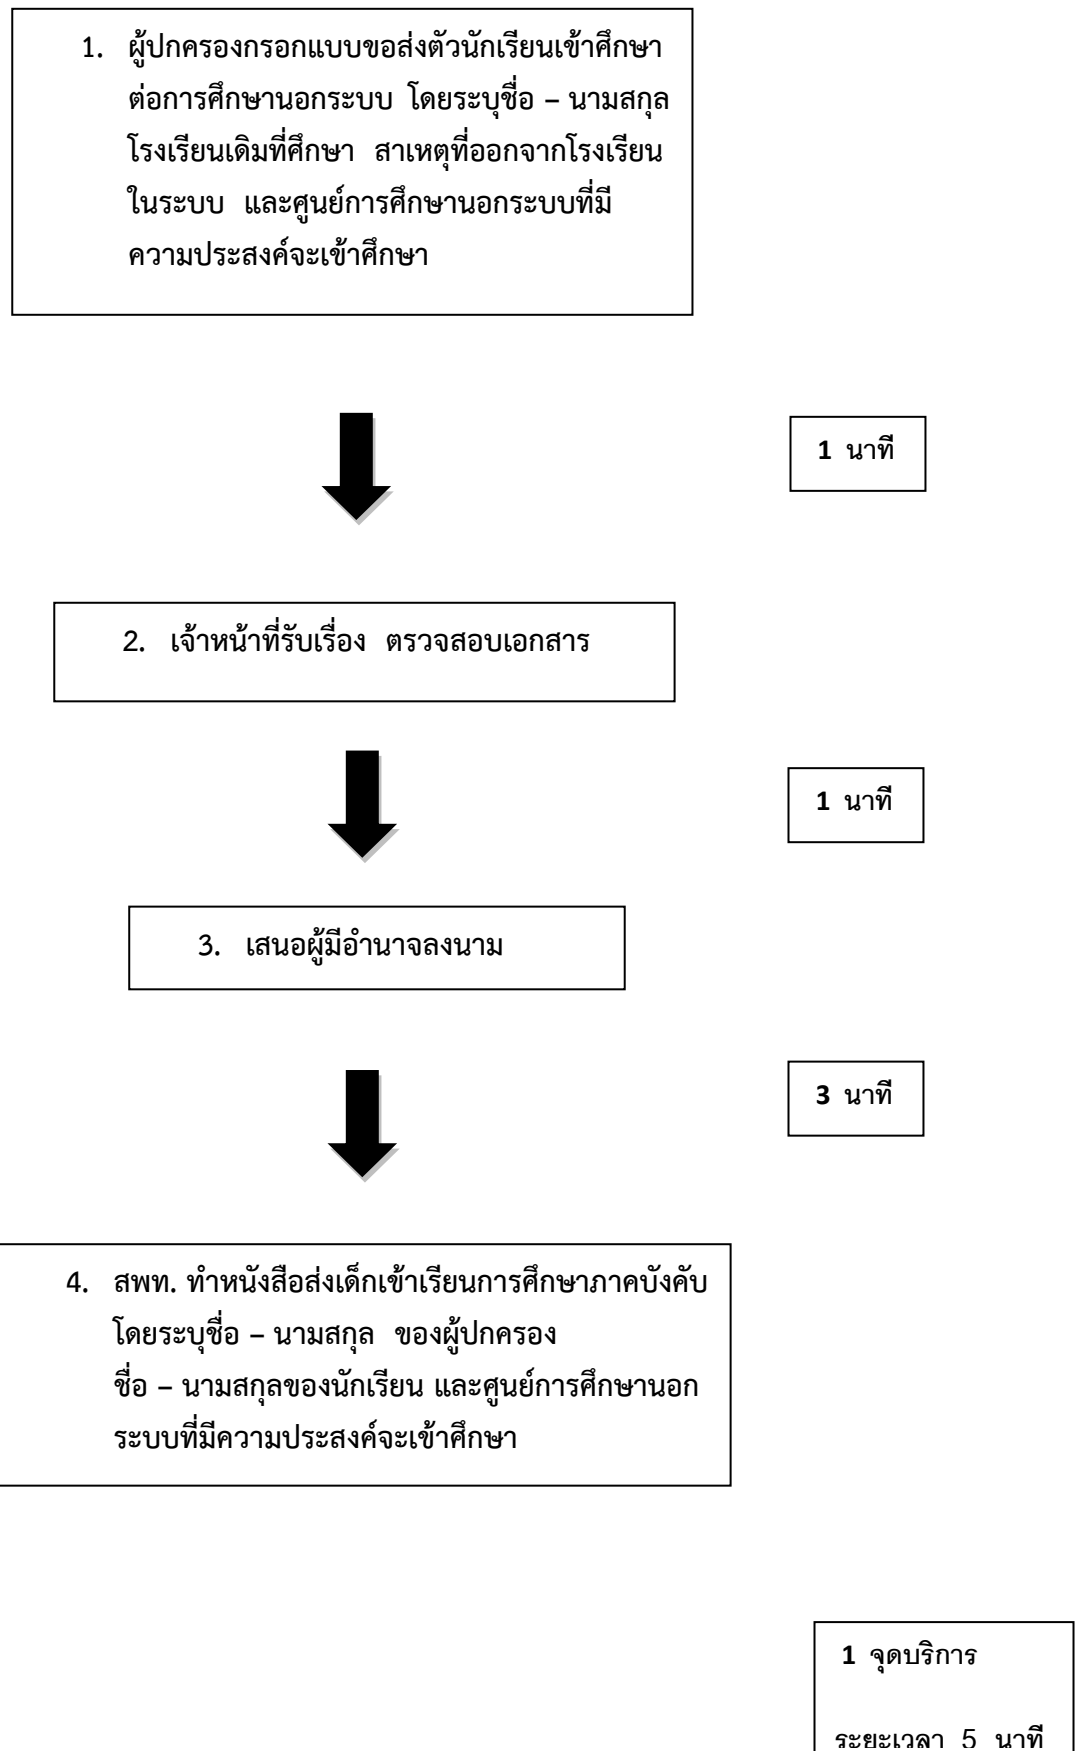 1. ผู้ปกครองกรอกแบบขอส่งตัวนักเรียนเข้าศึกษา
ต่อการศึกษานอกระบบ โดยระบุชื่อ – นามสกุล
โรงเรียนเดิมที่ศึกษา สาเหตุที่ออกจากโรงเรียน
ในระบบ และศูนย์การศึกษานอกระบบที่มี
ความประสงค์จะเข้าศึกษา
1 นาที
2. เจ้าหน้าที่รับเรื่อง ตรวจสอบเอกสาร
1 นาที
3. เสนอผู้มีอำนาจลงนาม
3 นาที
4. สพท. ทำหนังสือส่งเด็กเข้าเรียนการศึกษาภาคบังคับ
โดยระบุชื่อ – นามสกุล ของผู้ปกครอง
ชื่อ – นามสกุลของนักเรียน และศูนย์การศึกษานอก
ระบบที่มีความประสงค์จะเข้าศึกษา
1 จุดบริการ
ระยะเวลา 5 นาที